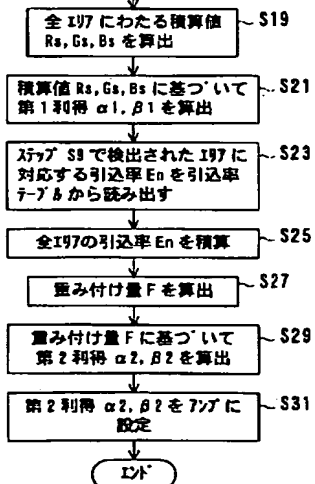 全ｴﾘｱにわたる積算値
Rs,Gs,Bsを算出
S19
積算値Rs,Gs,Bsに基づいて
第1利得 α1,β1を算出
S21
ｽﾃｯﾌﾟ S9で検出されたｴﾘｱに
対応する引込率Enを引込率
ﾃｰﾌﾞﾙから読み出す
S23
全ｴﾘｱの引込率Enを積算
S25
重み付け量Fを算出
S27
重み付け量Fに基づいて
第2利得 α2,β2を算出
S29
第2利得 α2,β2をｱﾝﾌﾟに
設定
S31
ｴﾝﾄﾞ